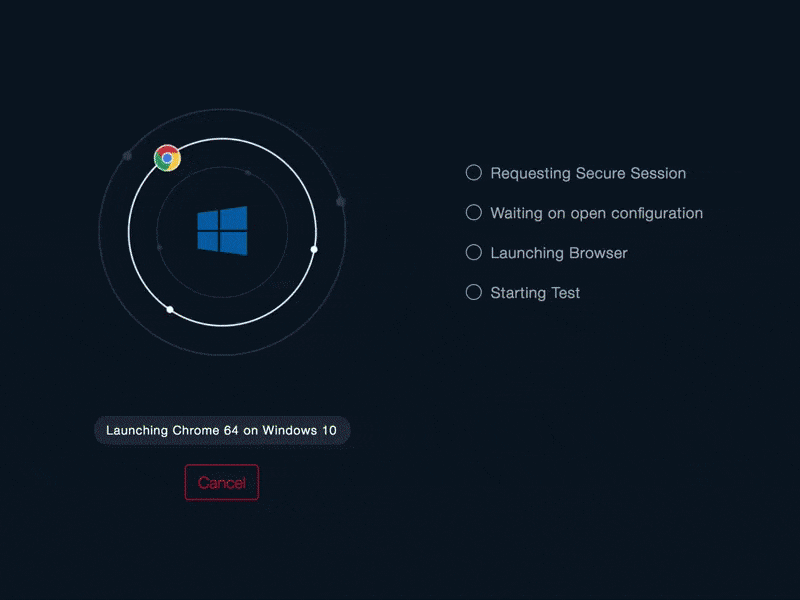 Requesting Secure Session
Waiting on open configuration
Launching Browser
Starting Test
Launching Chrome 64 on Windows 10
Cancel